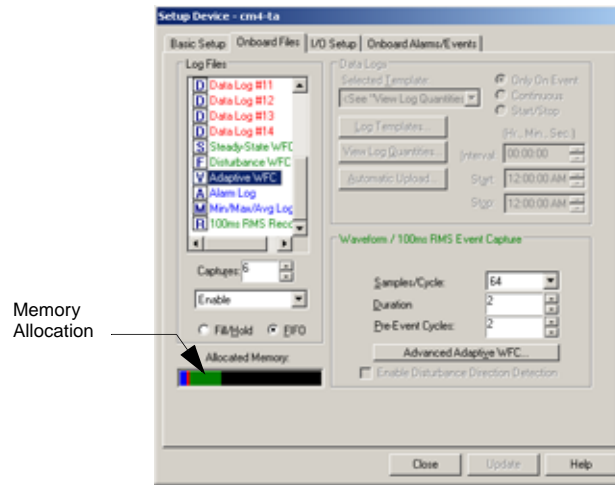 Setup Device - cm4-ta
Basic Setup
Onboard Files
I/O Setup
Onboard Alarms/Events
Log Files
D Data Log #11
D Data Log #12
D Data Log #13
D Data Log #14
S Steady-State WFC
F Disturbance WFC
V Adaptive WFC
A Alarm Log
M Min/Max/Avg Log
R 100ms RMS Reco
Captures: 6
Enable
Fill/Hold
FIFO
Memory
Allocation
Allocated Memory:
Data Logs
Selected Template
<See "View Log Quantities
Only On Event
Continuous
Start/Stop
Log Templates...
(Hr., Min., Sec.)
View Log Quantities...
Interval 00:00:00
Automatic Upload...
Start 12:00:00 AM
Stop 12:00:00 AM
Waveform / 100ms RMS Event Capture
Samples/Cycle: 64
Duration 2
Pre-Event Cycles: 2
Advanced Adaptive WFC...
Enable Disturbance Direction Detection
Close
Update
Help